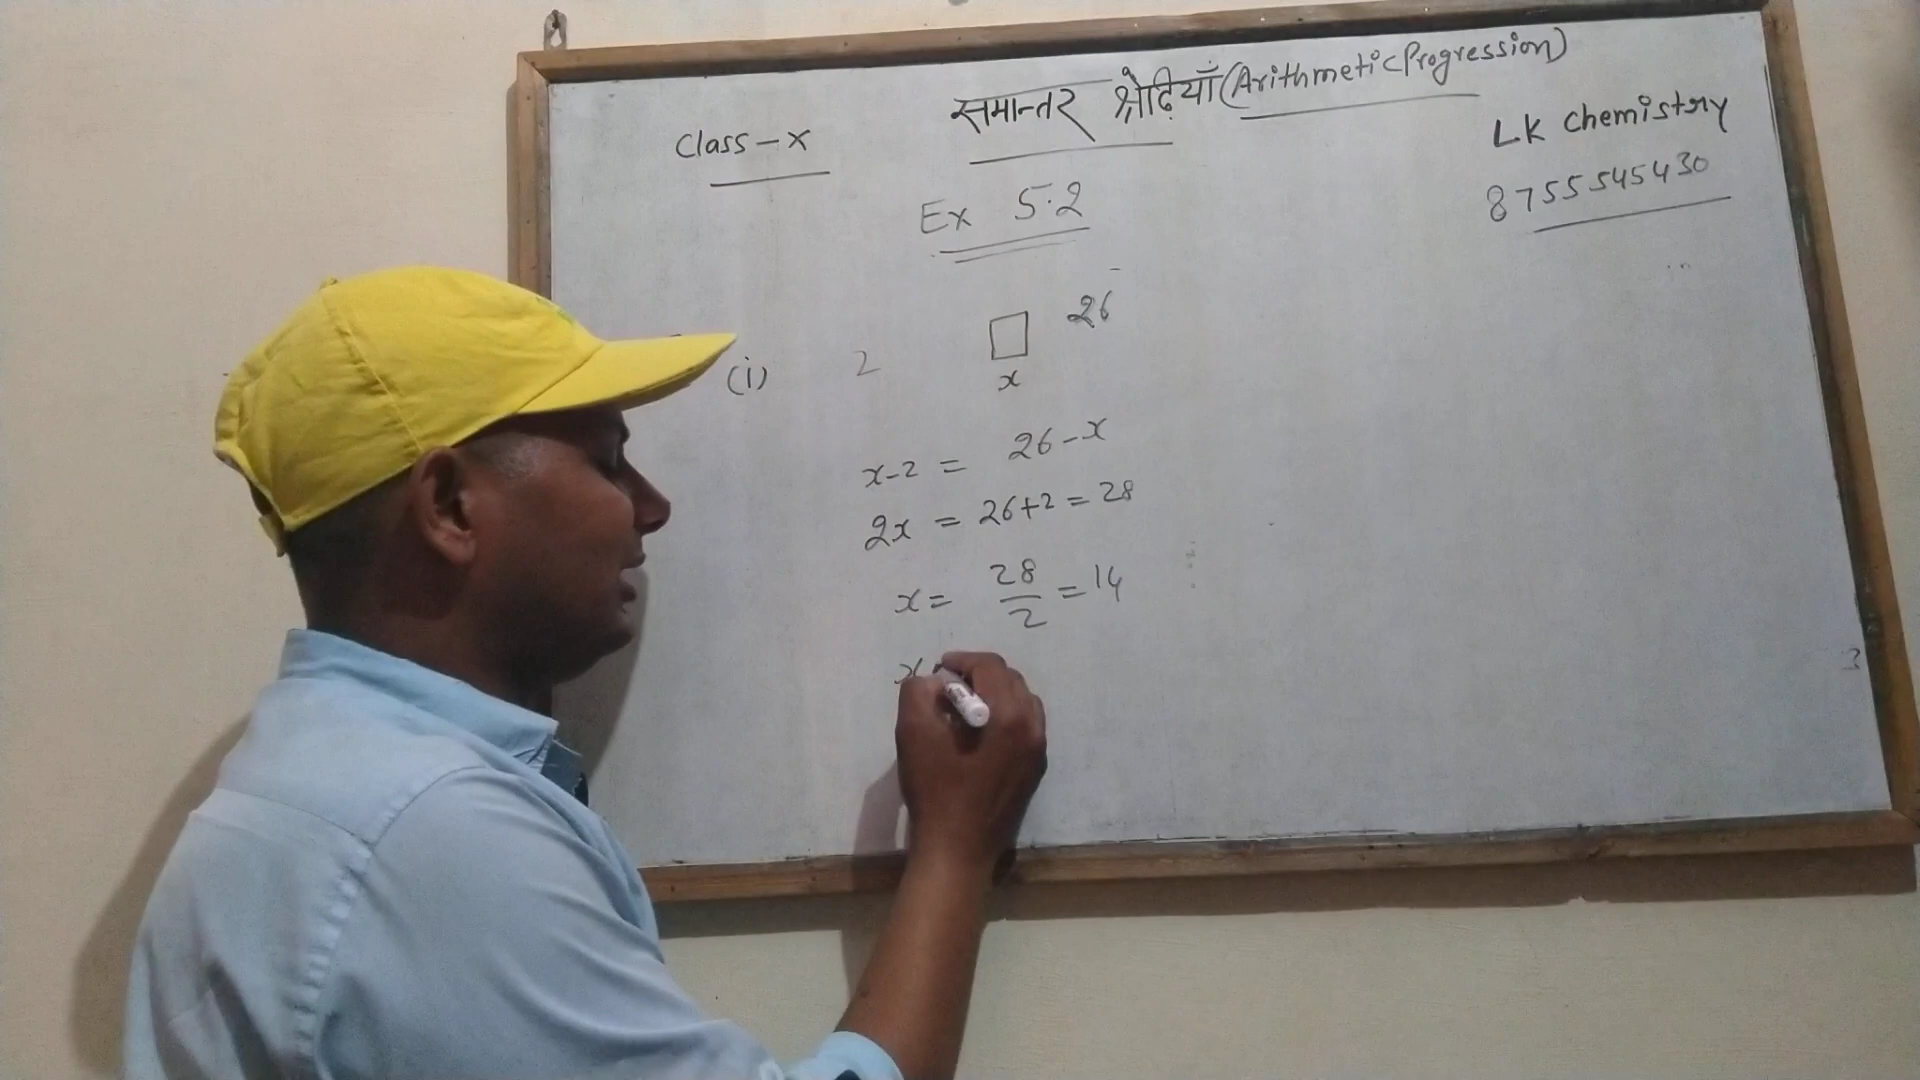 समान्तर श्रेढ़ियाँ (Arithmetic Progression)
Class - X
LK Chemistry
8755545430
Ex 5.2
(i) 2 □ 26
x
x-2 = 26-x
2x = 26+2 = 28
x = 28/2 = 14
x
3